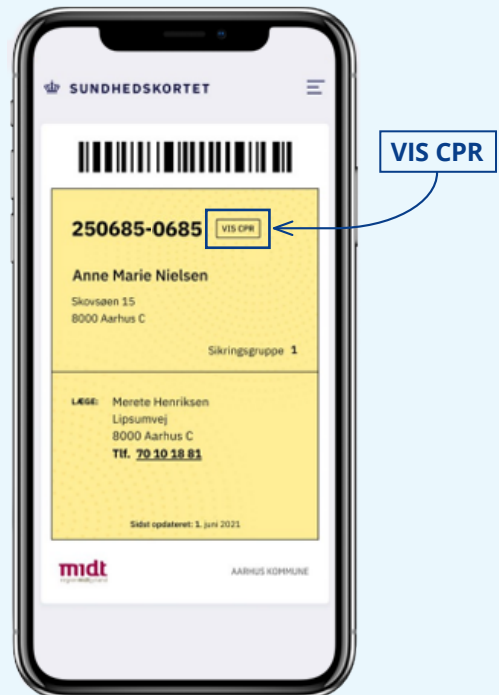 SUNDHEDSKORTET
VIS CPR
250685-0685 VIS CPR
Anne Marie Nielsen
Skovsøen 15
8000 Aarhus C
Sikringsgruppe 1
LÆGE: Merete Henriksen
Lipsumvej
8000 Aarhus C
Tlf. 70 10 18 81
Sidst opdateret: 1. juni 2021
midt
regionmidtjylland
AARHUS KOMMUNE